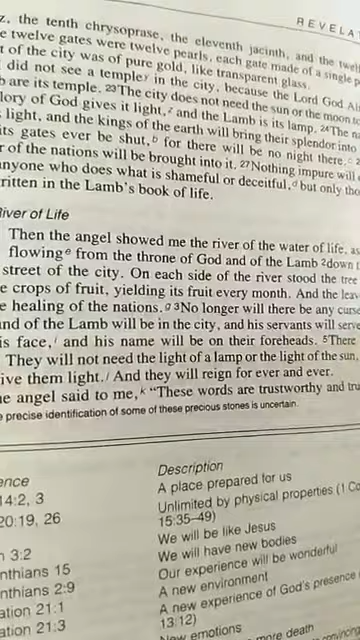 REVELA
z, the tenth chrysoprase, the eleventh jacinth, and the twel
e twelve gates were twelve pearls, each gate made of a single p
t of the city was of pure gold, like transparent glass.
did not see a temple in the city, because the Lord God Al
b are its temple. 23The city does not need the sun or the moon to
lory of God gives it light, z and the Lamb is its lamp. 24The n
s light, and the kings of the earth will bring their splendor into
its gates ever be shut, b for there will be no night there. c
r of the nations will be brought into it. 27Nothing impure will
anyone who does what is shameful or deceitful, d but only tho
ritten in the Lamb's book of life.
River of Life
Then the angel showed me the river of the water of life, as
flowing e from the throne of God and of the Lamb 2down t
street of the city. On each side of the river stood the tree
e crops of fruit, yielding its fruit every month. And the leav
e healing of the nations. g 3No longer will there be any curse
nd of the Lamb will be in the city, and his servants will serve
is face, i and his name will be on their foreheads. 5There
They will not need the light of a lamp or the light of the sun,
ive them light. j And they will reign for ever and ever.
e angel said to me, k "These words are trustworthy and tru
e precise identification of some of these precious stones is uncertain.
ence Description
14:2, 3 A place prepared for us
20:19, 26 Unlimited by physical properties (1 Co
15:35–49)
n 3:2 We will be like Jesus
nthians 15 We will have new bodies
nthians 2:9 Our experience will be wonderful
ation 21:1 A new environment
ation 21:3 A new experience of God's presence
13:12)
New emotions
more death